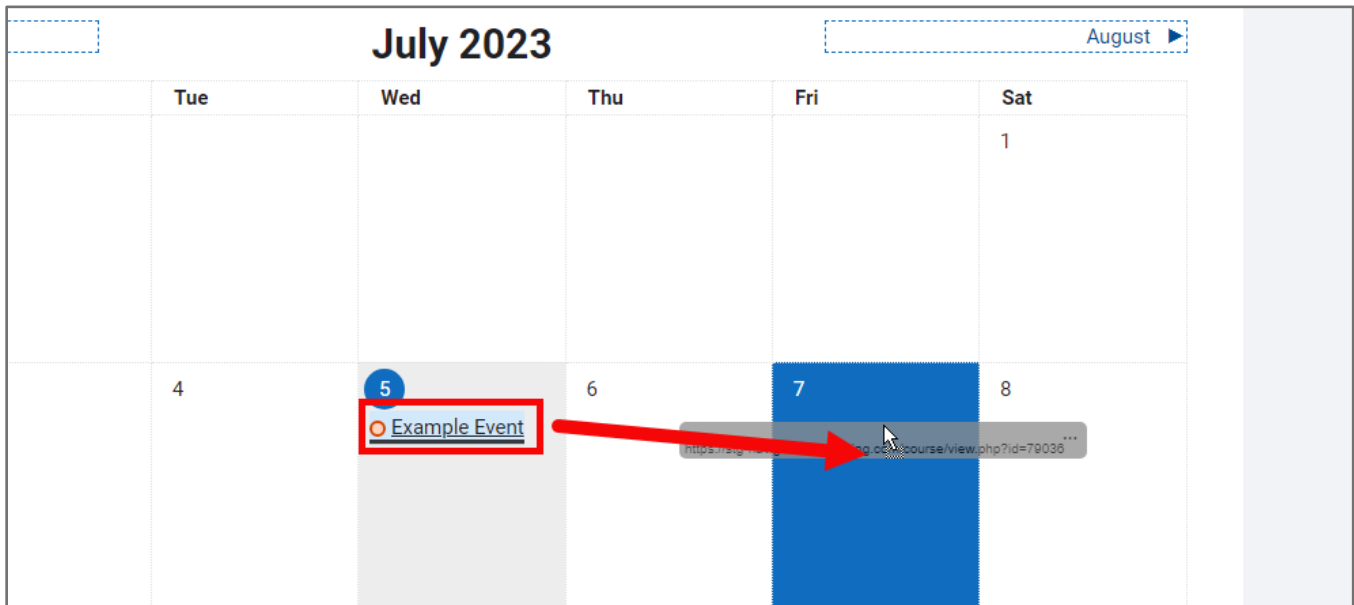 July 2023
August ►
Tue Wed Thu Fri Sat
1
4 5 6 7 8
Example Event
...
course/view.php?id=79036